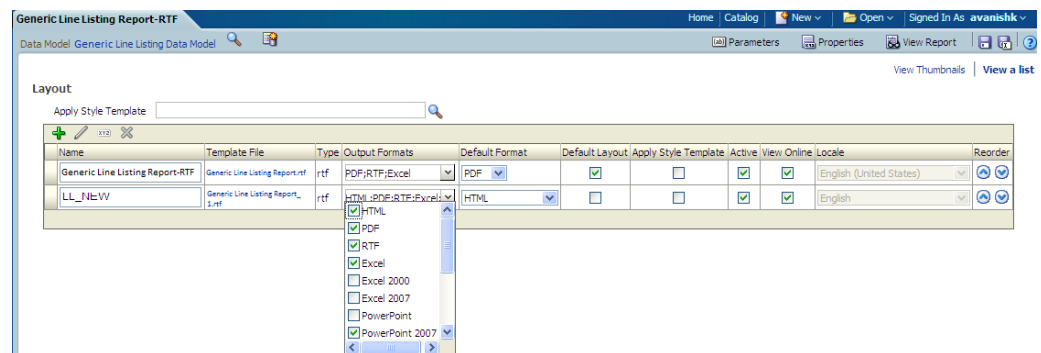 Generic Line Listing Report-RTF
Home Catalog New Open Signed In As avanishk
Data Model Generic Line Listing Data Model
Parameters Properties View Report
View Thumbnails View a list
Layout
Apply Style Template
Name Template File Type Output Formats Default Format Default Layout Apply Style Template Active View Online Locale Reorder
Generic Line Listing Report-RTF Generic Line Listing Report.rtf rtf PDF;RTF;Excel PDF English (United States)
LL_NEW Generic Line Listing Report_ rtf HTML;PDF;RTF;Excel; HTML English
1.rtf
HTML
PDF
RTF
Excel
Excel 2000
Excel 2007
PowerPoint
PowerPoint 2007